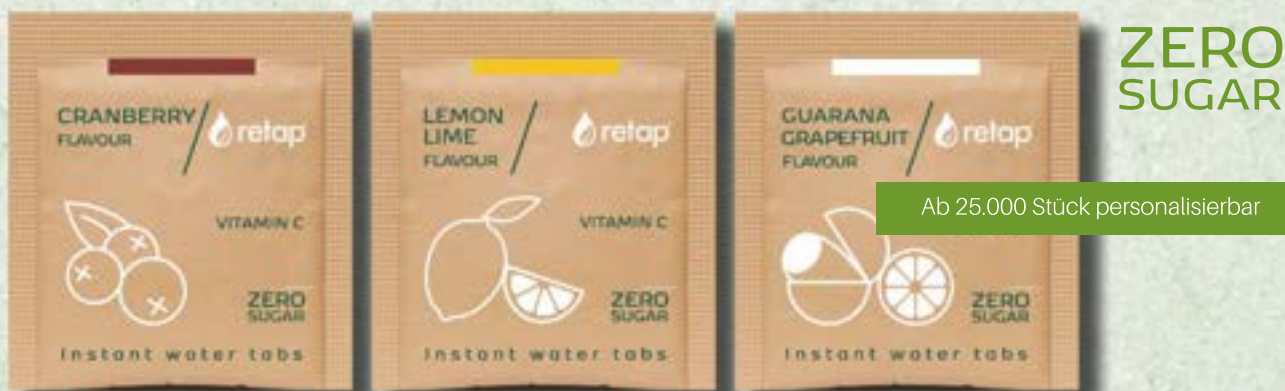 CRANBERRY
FLAVOUR
retap
VITAMIN C
ZERO
SUGAR
Instant water tabs
LEMON
LIME
FLAVOUR
retap
VITAMIN C
ZERO
SUGAR
Instant water tabs
GUARANA
GRAPEFRUIT
FLAVOUR
retap
ZERO
SUGAR
Instant water tabs
ZERO
SUGAR
Ab 25.000 Stück personalisierbar